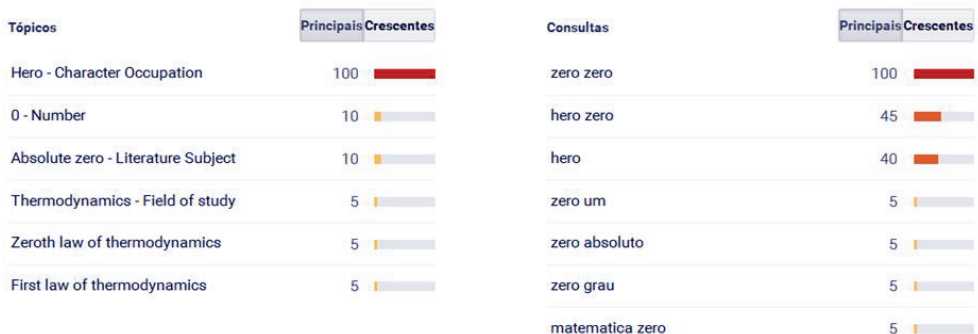 Tópicos
Principais Crescentes
Hero - Character Occupation 100
0 - Number 10
Absolute zero - Literature Subject 10
Thermodynamics - Field of study 5
Zeroth law of thermodynamics 5
First law of thermodynamics 5
Consultas
Principais Crescentes
zero zero 100
hero zero 45
hero 40
zero um 5
zero absoluto 5
zero grau 5
matematica zero 5